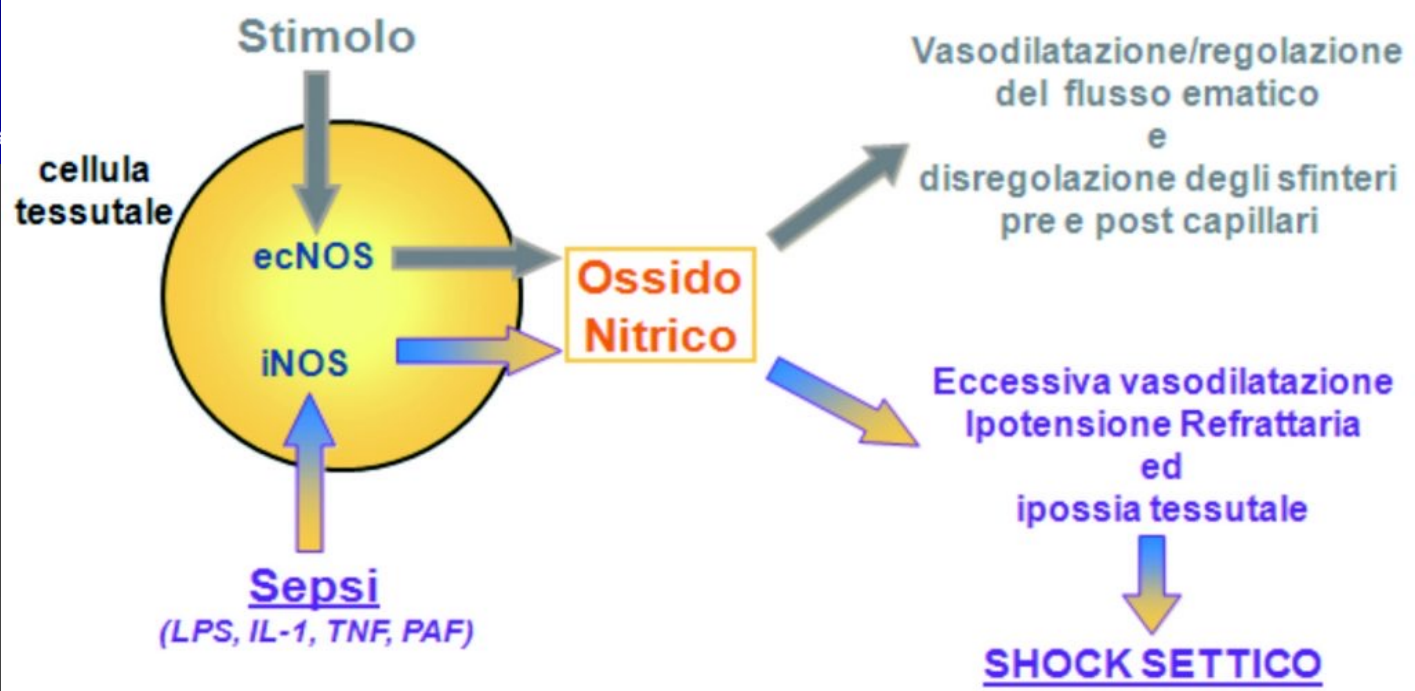 Stimolo
cellula
tessutale
ecNOS
iNOS
Sepsi
(LPS, IL-1, TNF, PAF)
Ossido
Nitrico
Vasodilatazione/regolazione
del flusso ematico
e
disregolazione degli sfinteri
pre e post capillari
Eccessiva vasodilatazione
Ipotensione Refrattaria
ed
ipossia tessutale
SHOCK SETTICO